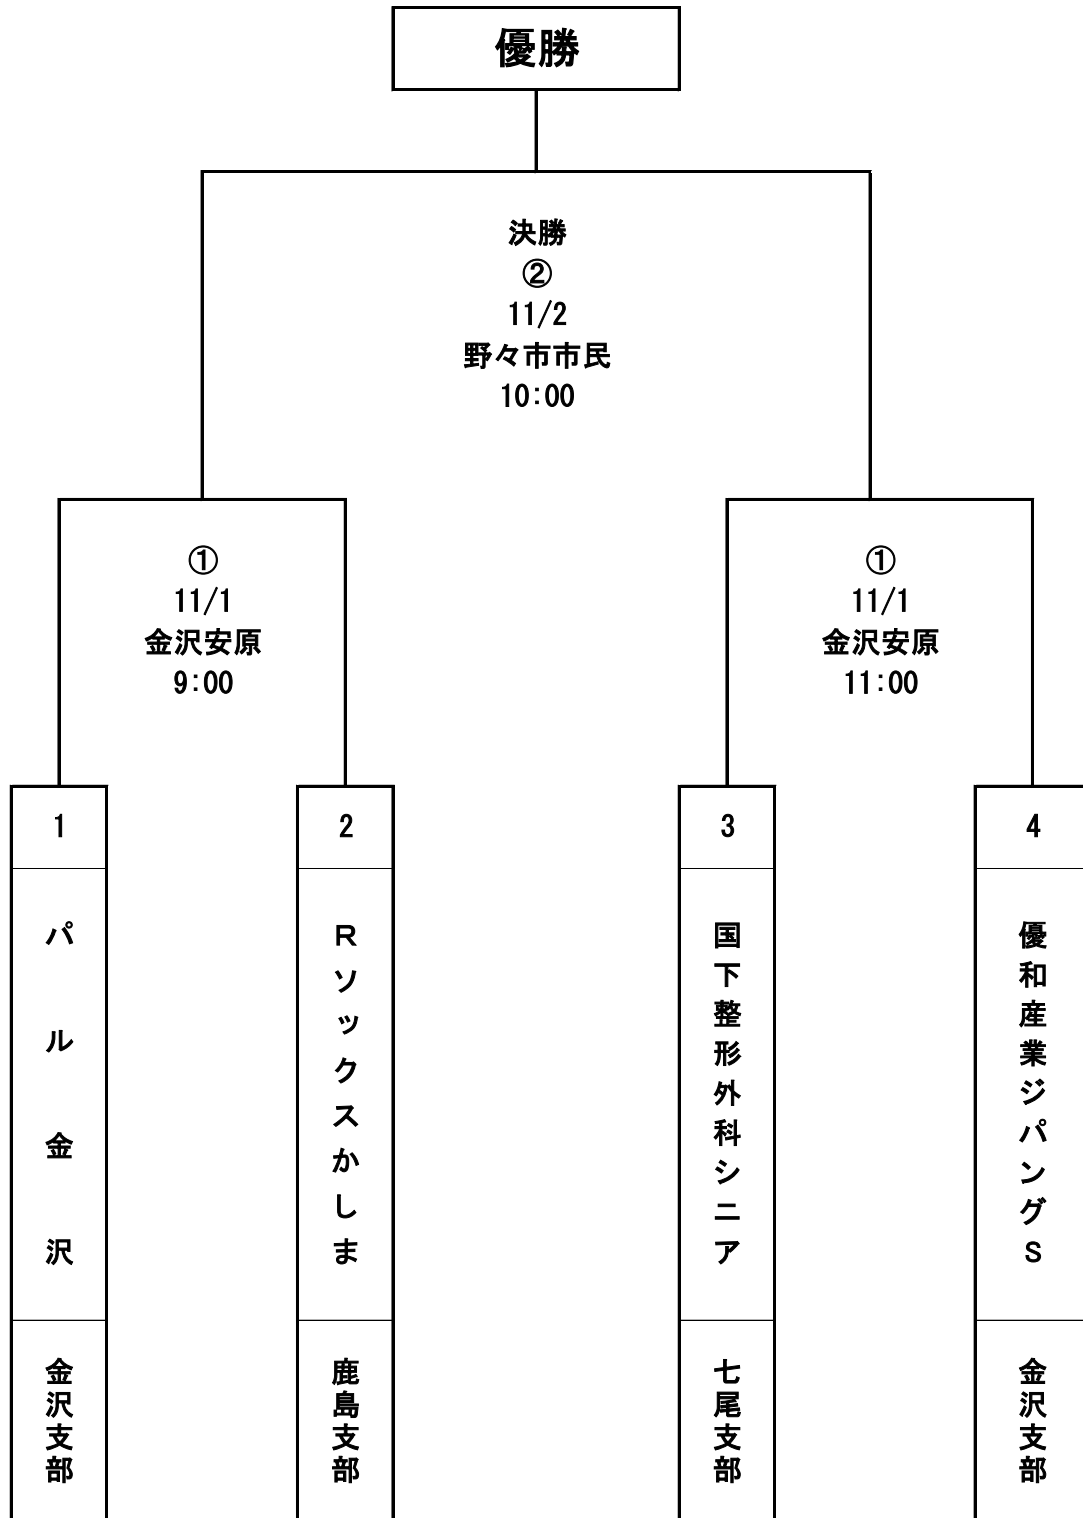 優勝
決勝
②
11/2
野々市市民
10:00
①
11/1
金沢安原
9:00
①
11/1
金沢安原
11:00
1
2
3
4
パル金沢
Rソックスかしま
国下整形外科シニア
優和産業ジパングS
金沢支部
鹿島支部
七尾支部
金沢支部